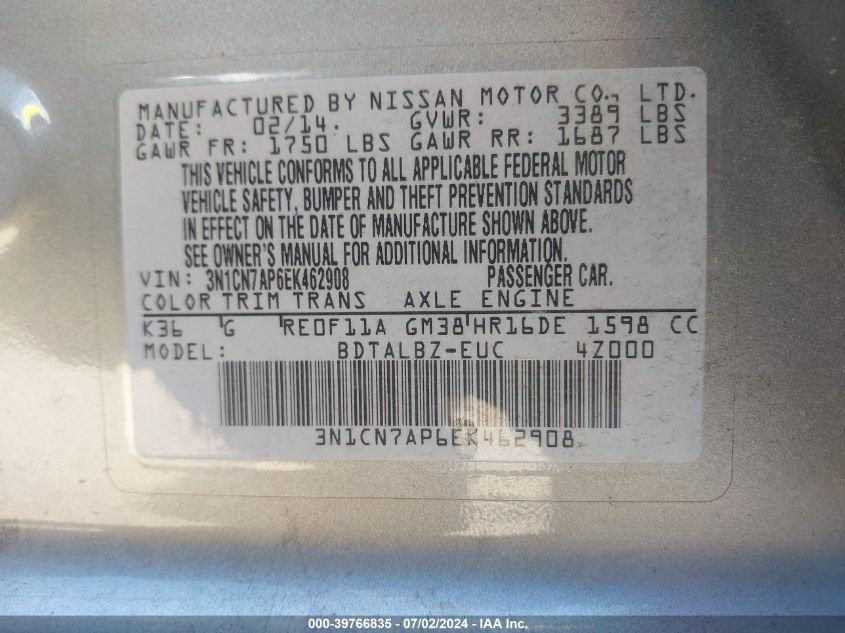 MANUFACTURED BY NISSAN MOTOR CO., LTD.
DATE: 02/14. GVWR: 3389 LBS
GAWR FR: 1750 LBS GAWR RR: 1687 LBS
THIS VEHICLE CONFORMS TO ALL APPLICABLE FEDERAL MOTOR
VEHICLE SAFETY, BUMPER AND THEFT PREVENTION STANDARDS
IN EFFECT ON THE DATE OF MANUFACTURE SHOWN ABOVE.
SEE OWNER'S MANUAL FOR ADDITIONAL INFORMATION.
VIN: 3N1CN7AP6EK462908 PASSENGER CAR.
COLOR TRIM TRANS AXLE ENGINE
K36 G RE0F11A GM38 HR16DE 1598 CC
MODEL: BDTALBZ-EUC 4Z000
3N1CN7AP6EK462908
000-39766835 - 07/02/2024 - IAA Inc.